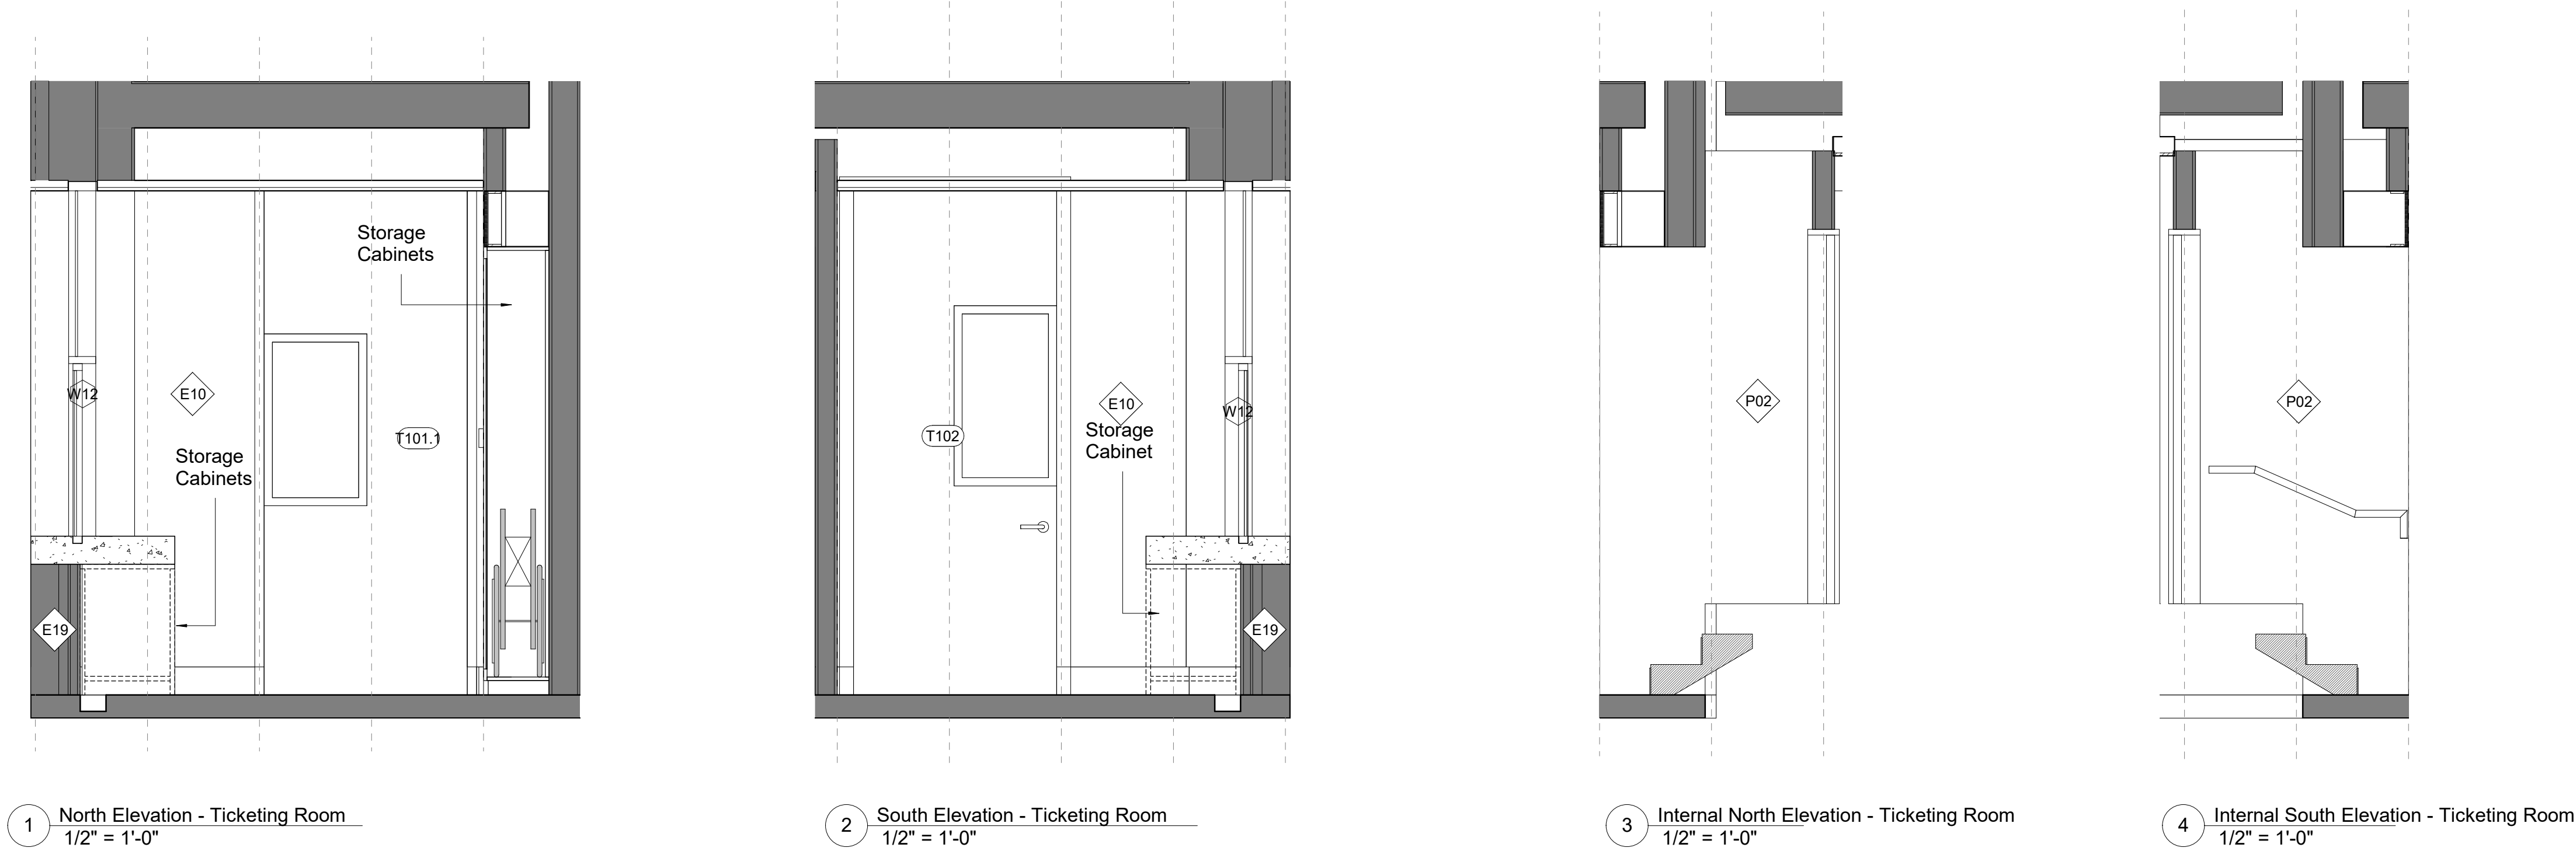 Storage
Cabinets
W12
E10
T101.1
Storage
Cabinets
E19
E10
W12
T102
Storage
Cabinet
E19
P02
P02
1
North Elevation - Ticketing Room
1/2" = 1'-0"
2
South Elevation - Ticketing Room
1/2" = 1'-0"
3
Internal North Elevation - Ticketing Room
1/2" = 1'-0"
4
Internal South Elevation - Ticketing Room
1/2" = 1'-0"